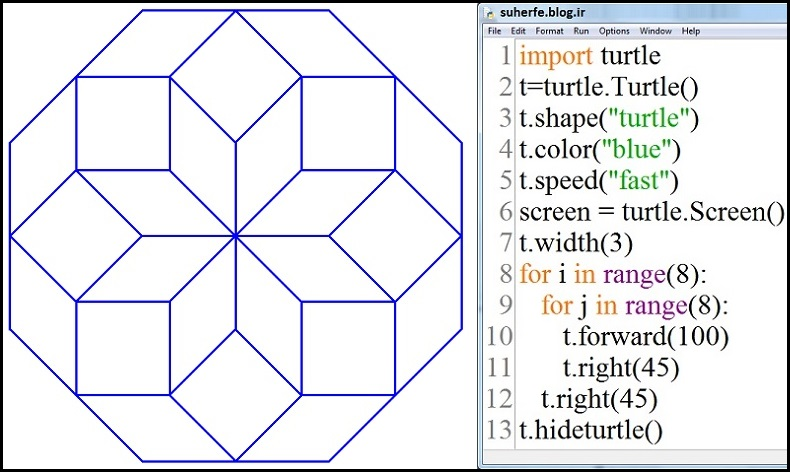 suherfe.blog.ir
File Edit Format Run Options Window Help
1 import turtle
2 t=turtle.Turtle()
3 t.shape("turtle")
4 t.color("blue")
5 t.speed("fast")
6 screen = turtle.Screen()
7 t.width(3)
8 for i in range(8):
9 for j in range(8):
10 t.forward(100)
11 t.right(45)
12 t.right(45)
13 t.hideturtle()